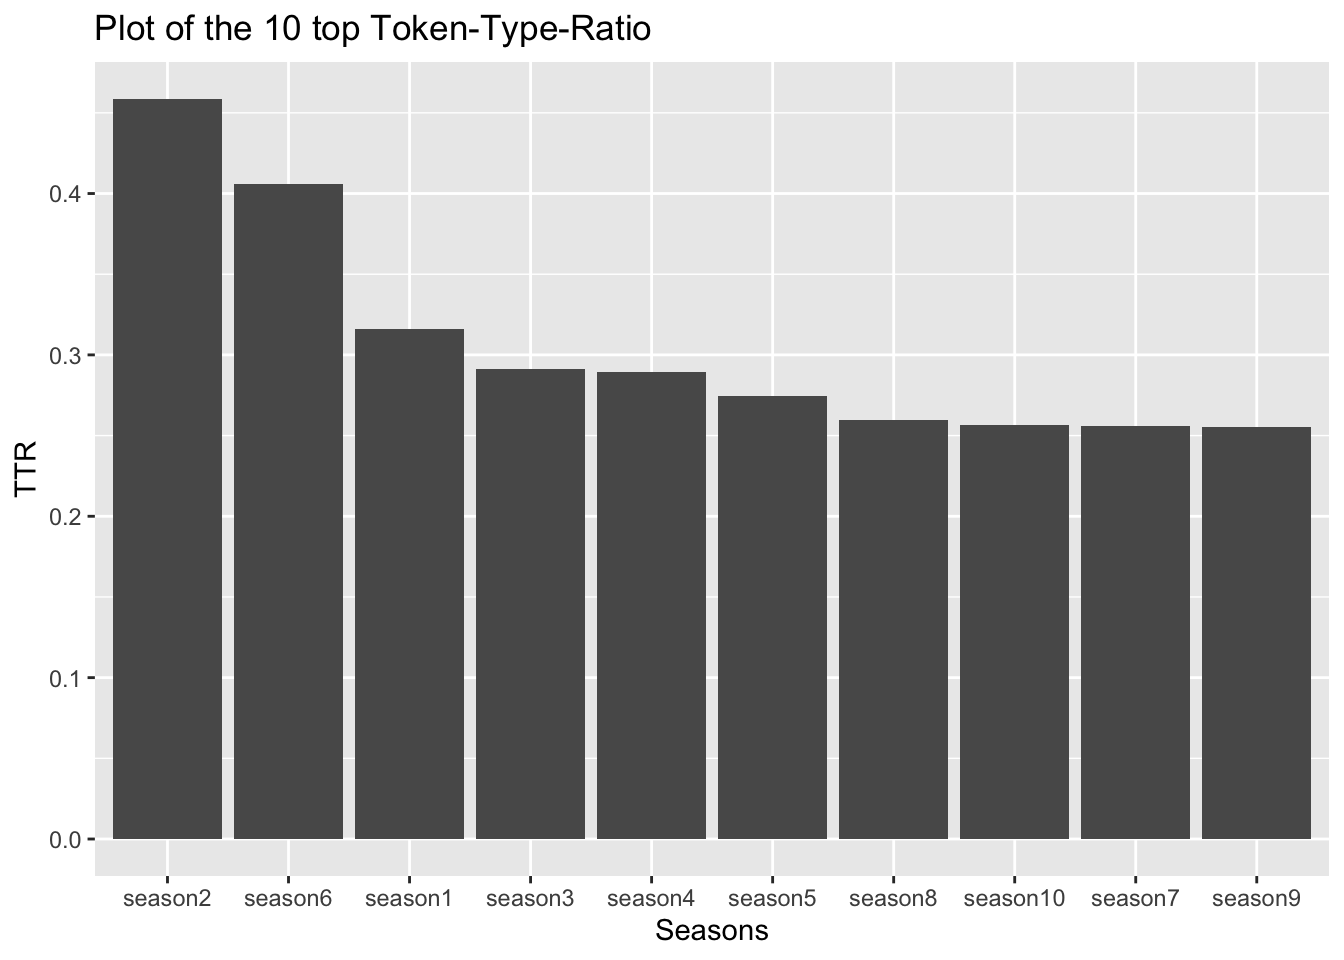 Plot of the 10 top Token-Type-Ratio
TTR
0.4
0.3
0.2
0.1
0.0
season2 season6 season1 season3 season4 season5 season8 season10 season7 season9
Seasons